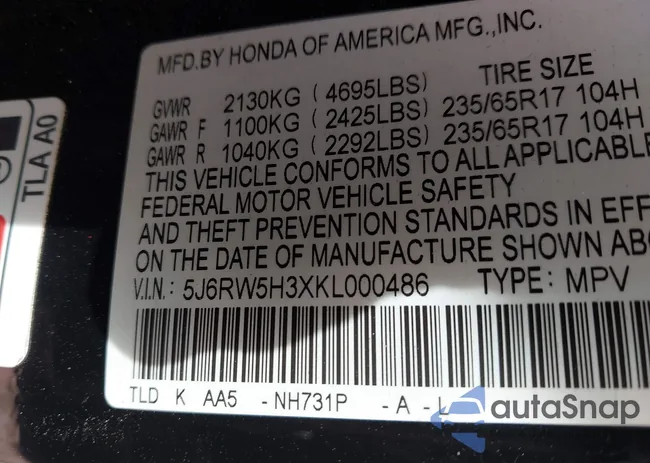 MFD.BY HONDA OF AMERICA MFG.,INC.
TIRE SIZE
GVWR 2130KG (4695LBS)
GAWR F 1100KG (2425LBS) 235/65R17 104H
GAWR R 1040KG (2292LBS) 235/65R17 104H
THIS VEHICLE CONFORMS TO ALL APPLICABLE
FEDERAL MOTOR VEHICLE SAFETY
AND THEFT PREVENTION STANDARDS IN EFF
ON THE DATE OF MANUFACTURE SHOWN ABO
V.I.N.: 5J6RW5H3XKL000486 TYPE: MPV
TLD K AA5 -NH731P -A -L
TLA A0
autaSnap